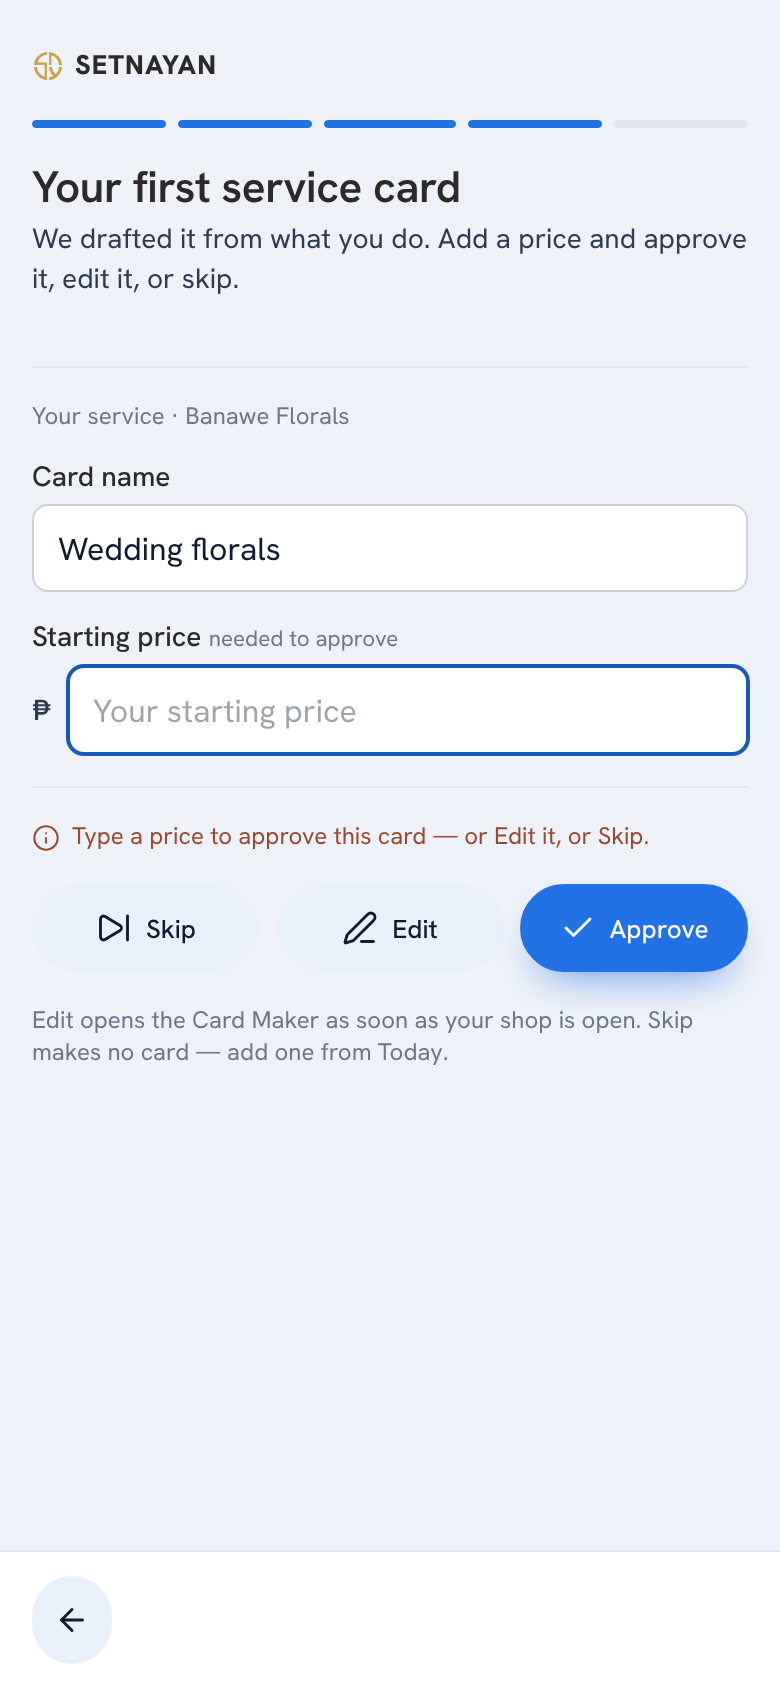 SETNAYAN
Your first service card
We drafted it from what you do. Add a price and approve
it, edit it, or skip.
Your service · Banawe Florals
Card name
Wedding florals
Starting price needed to approve
₱ Your starting price
Type a price to approve this card — or Edit it, or Skip.
Skip Edit Approve
Edit opens the Card Maker as soon as your shop is open. Skip
makes no card — add one from Today.